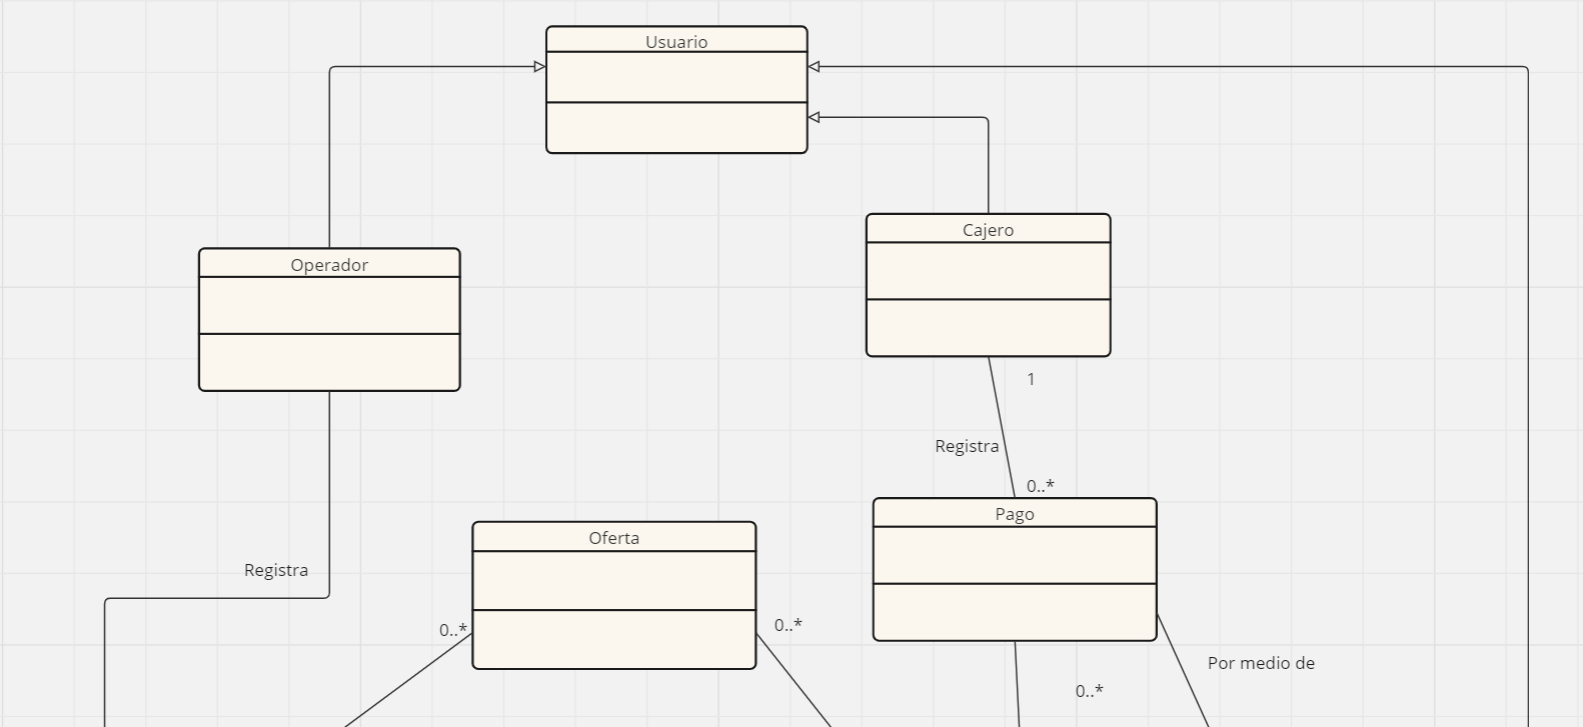 Usuario
Cajero
Operador
1
Registra
0..*
Pago
Oferta
Registra
0..*
0..*
Por medio de
0..*